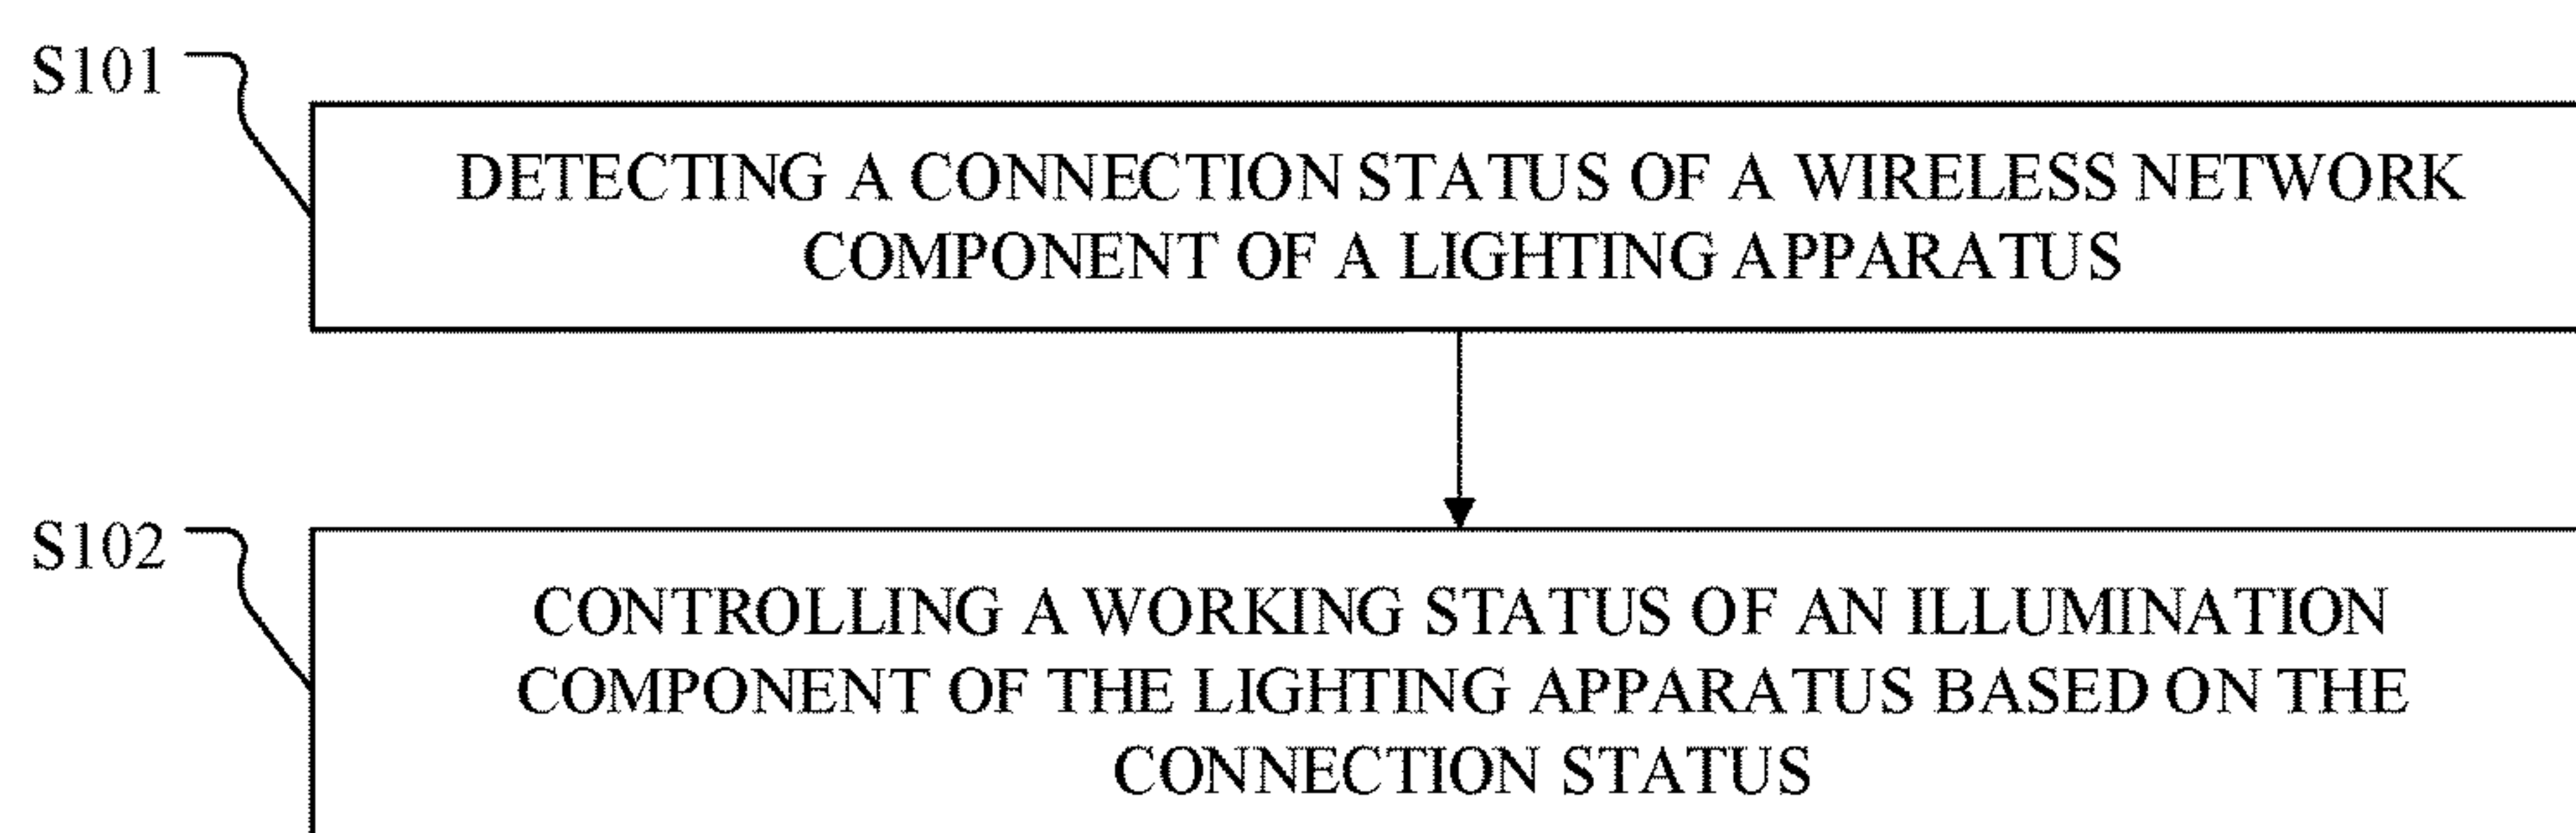 S101
DETECTING A CONNECTION STATUS OF A WIRELESS NETWORK
COMPONENT OF A LIGHTING APPARATUS
S102
CONTROLLING A WORKING STATUS OF AN ILLUMINATION
COMPONENT OF THE LIGHTING APPARATUS BASED ON THE
CONNECTION STATUS